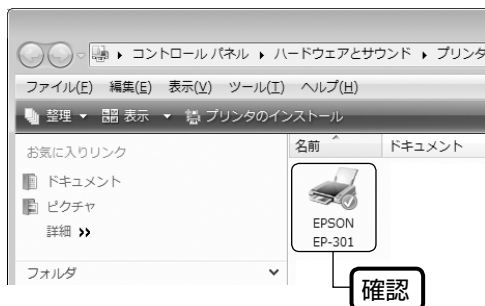 コントロール パネル ▸ ハードウェアとサウンド ▸ プリンタ
ファイル(F) 編集(E) 表示(V) ツール(T) ヘルプ(H)
整理 ▼ 表示 ▼ プリンタのインストール
お気に入りリンク
ドキュメント
ピクチャ
詳細 »
フォルダ
名前 ドキュメント
EPSON
EP-301
確認